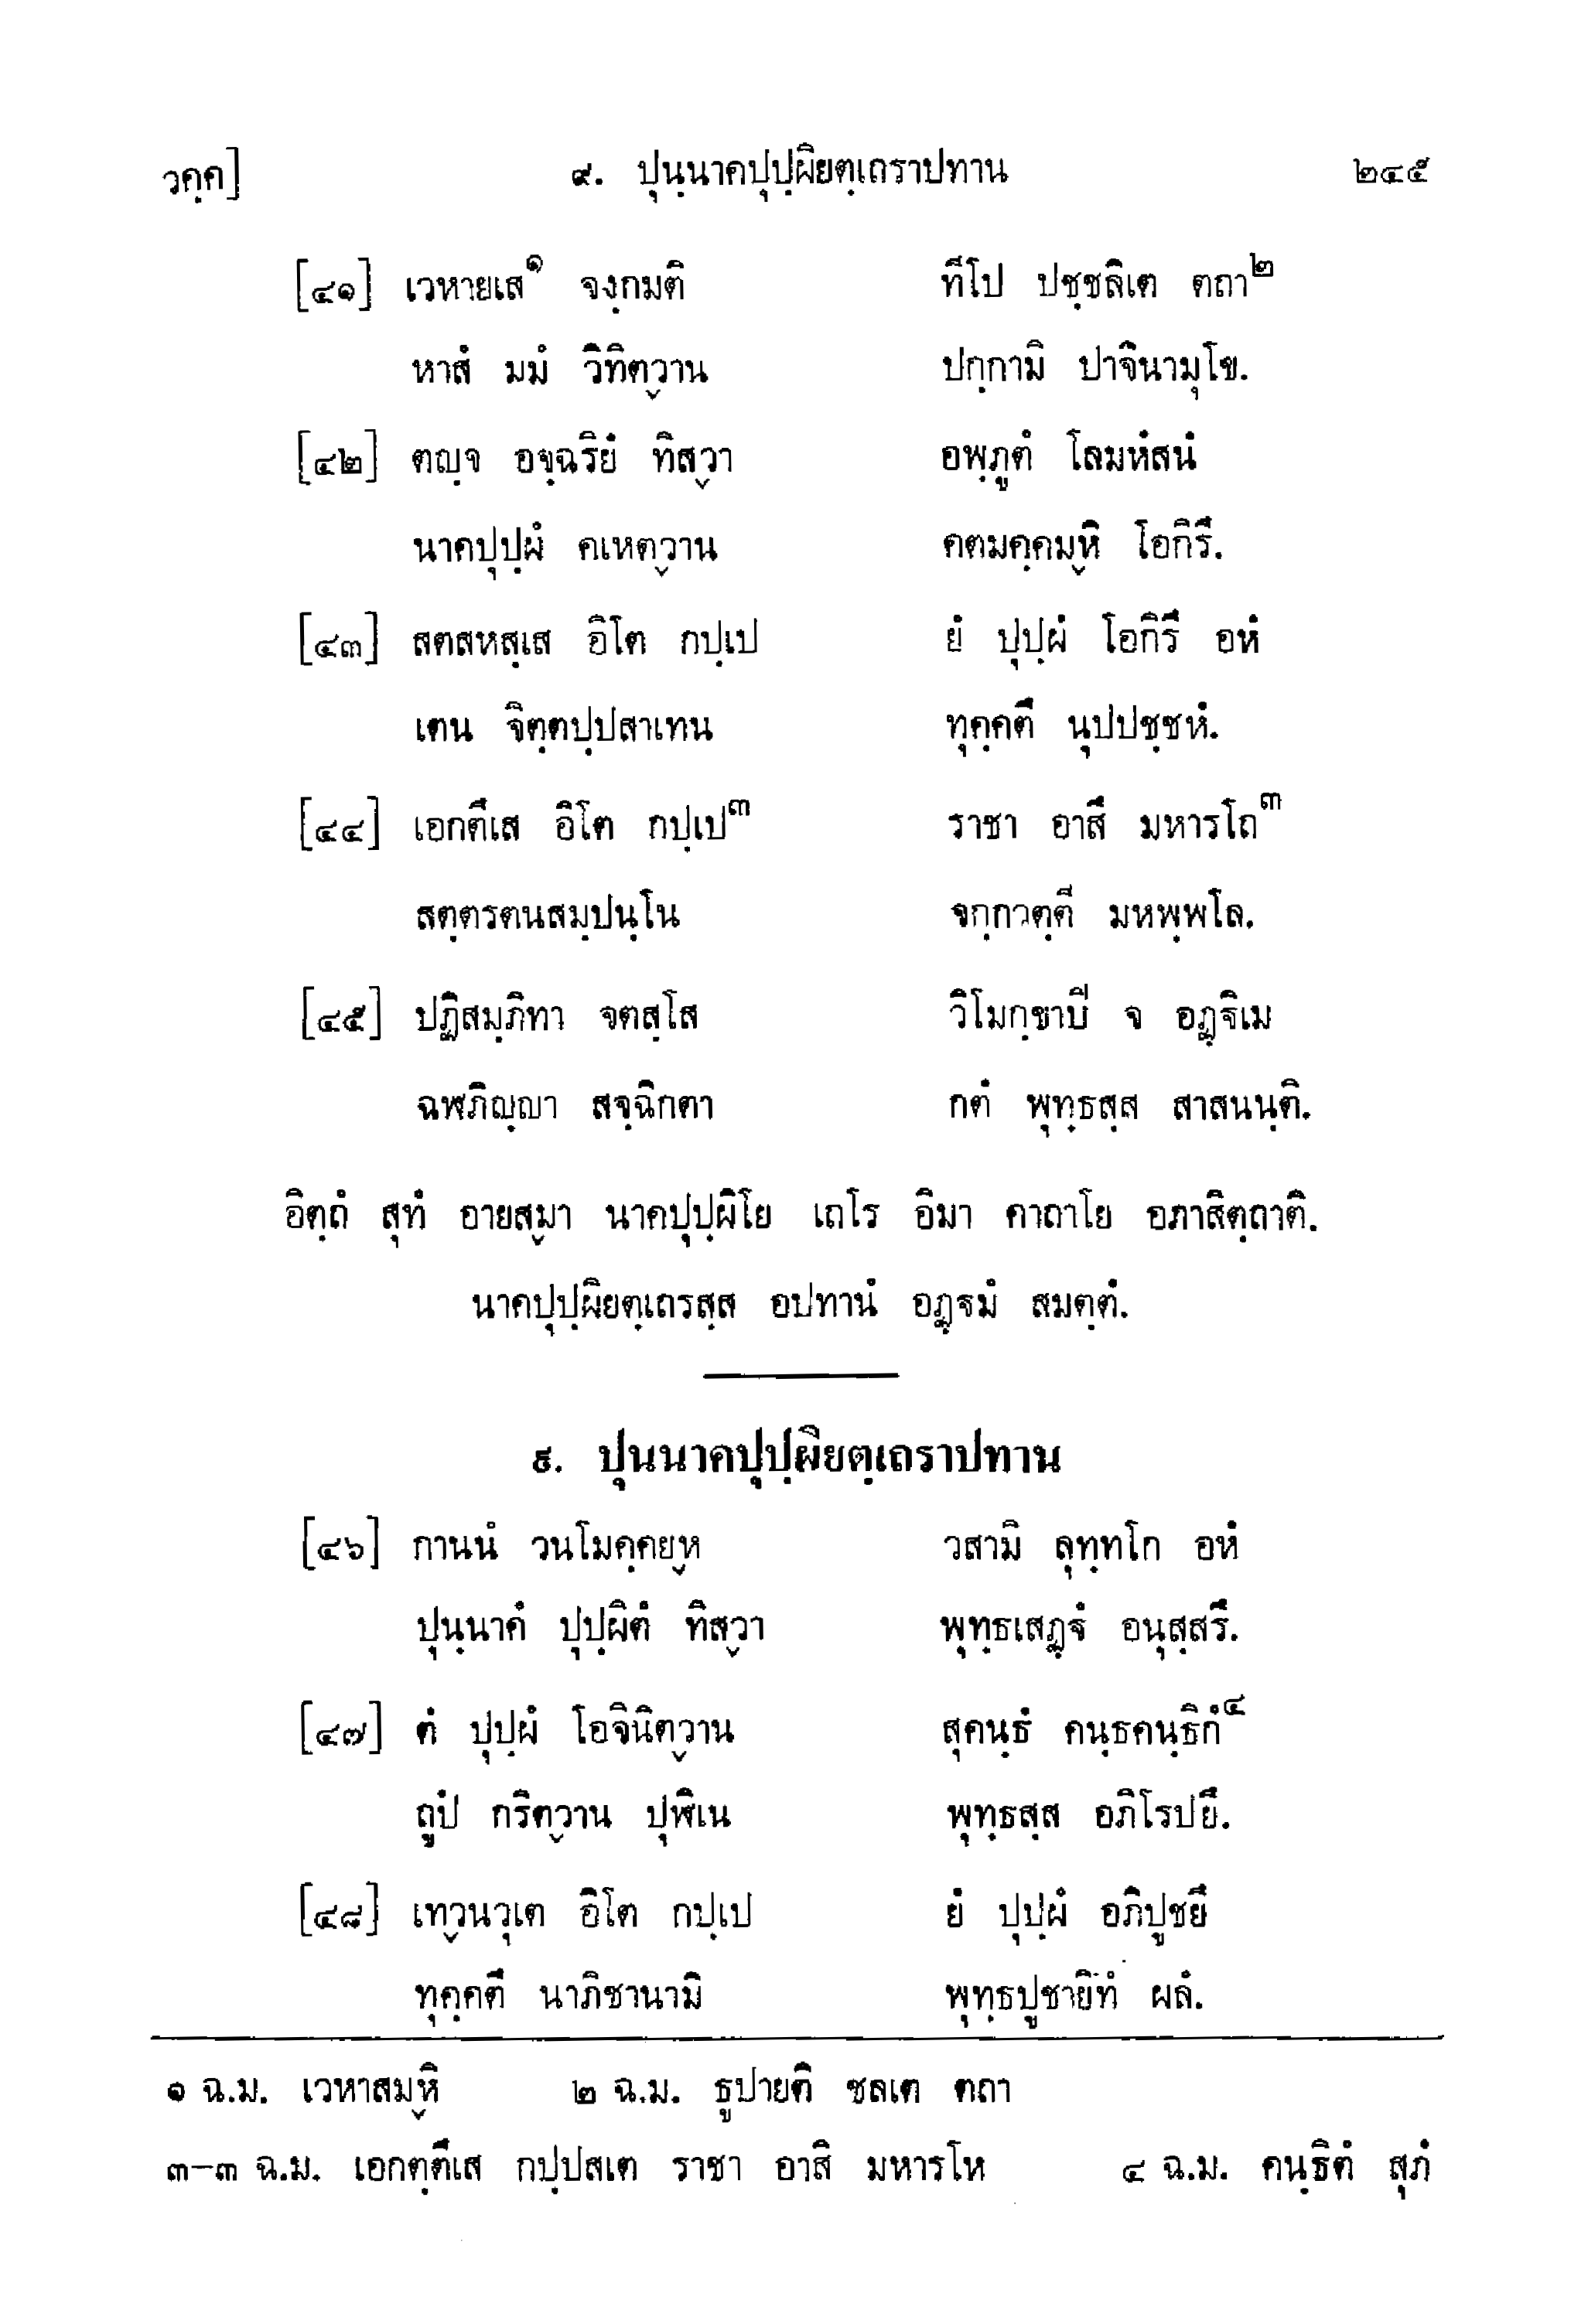 วคฺค] ๙. ปุนฺนาคปุปฺผิยตฺเถราปทาน ๒๔๕
[๔๑] เวหายเส๑ จงฺกมติ ทีโป ปชฺชลิเต ตถา๒
หาสํ มมํ วิทิตฺวาน ปกฺกามิ ปาจีนามุโข.
[๔๒] ตญฺจ อจฺฉริยํ ทิสฺวา อพฺภูตํ โลมหํสนํ
นาคปุปฺผํ คเหตฺวาน คตมคฺคมฺหิ โอกิรึ.
[๔๓] สตสหสฺเส อิโต กปฺเป ยํ ปุปฺผํ โอกิรึ อหํ
เตน จิตฺตปฺปสาเทน ทุคฺคตึ นุปปชฺชหํ.
[๔๔] เอกตึเส อิโต กปฺเป๓ ราชา อาสึ มหารโถ๓
สตฺตรตนสมฺปนฺโน จกฺกวตฺตี มหพฺพโล.
[๔๕] ปฏิสมฺภิทา จตสฺโส วิโมกฺขาปี จ อฏฺฐิเม
ฉฬภิญฺญา สจฺฉิกตา กตํ พุทฺธสฺส สาสนนฺติ.
อิตฺถํ สุทํ อายสฺมา นาคปุปฺผิโย เถโร อิมา คาถาโย อภาสิตฺถาติ.
นาคปุปฺผิยตฺเถรสฺส อปทานํ อฏฺฐมํ สมตฺตํ.
๙. ปุนนาคปุปฺผิยตฺเถราปทาน
[๔๖] กานนํ วนโมคฺคยฺห วสามิ ลุทฺทโก อหํ
ปุนฺนาคํ ปุปฺผิตํ ทิสฺวา พุทฺธเสฏฺฐํ อนุสฺสรึ.
[๔๗] ตํ ปุปฺผํ โอจินิตฺวาน สุคนฺธํ คนฺธคนฺธิกํ๔
ถูปํ กริตฺวาน ปุฬิเน พุทฺธสฺส อภิโรปยึ.
[๔๘] เทฺวนวุเต อิโต กปฺเป ยํ ปุปฺผํ อภิปูชยึ
ทุคฺคตึ นาภิชานามิ พุทฺธปูชายิทํ ผลํ.
๑ ฉ.ม. เวหาสมฺหิ ๒ ฉ.ม. ธูปายติ ชลเต ตถา
๓–๓ ฉ.ม. เอกตฺตึเส กปฺปสเต ราชา อาสิ มหารโห ๔ ฉ.ม. คนฺธิตํ สุภํ